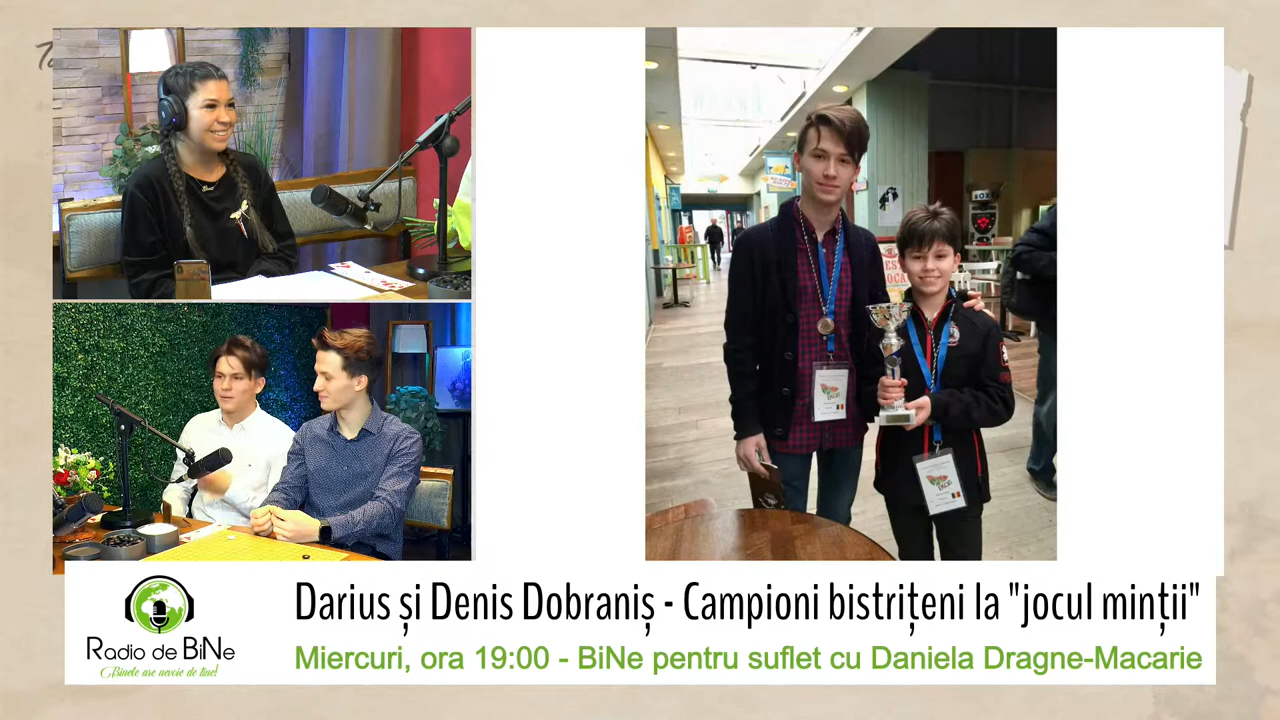 Darius și Denis Dobraniș - Campioni bistrițeni la "jocul minții"
Miercuri, ora 19:00 - BiNe pentru suflet cu Daniela Dragne-Macarie
Radio de BiNe
Binele are nevoie de tine!